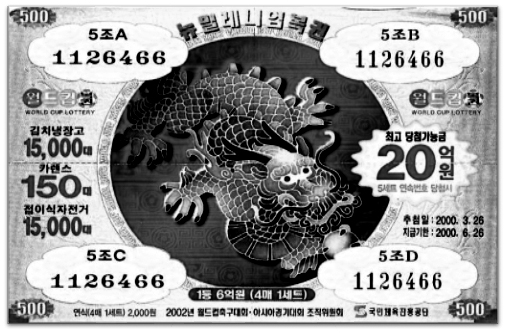 500
뉴밀레니엄복권
500
5조A
1126466
5조B
1126466
월드컵
WORLD CUP LOTTERY
월드컵
WORLD CUP LOTTERY
김치냉장고
15,000대
카렌스
150대
접이식자전거
15,000대
최고 당첨가능금
20억원
5세트 연속번호 당첨시
추첨일 : 2000. 3. 26
지급기한 : 2000. 6. 26
5조C
1126466
5조D
1126466
1등 6억원 (4매 1세트)
500
연식(4매 1세트) 2,000원
2002년 월드컵축구대회·아시아경기대회 조직위원회
국민체육진흥공단
500